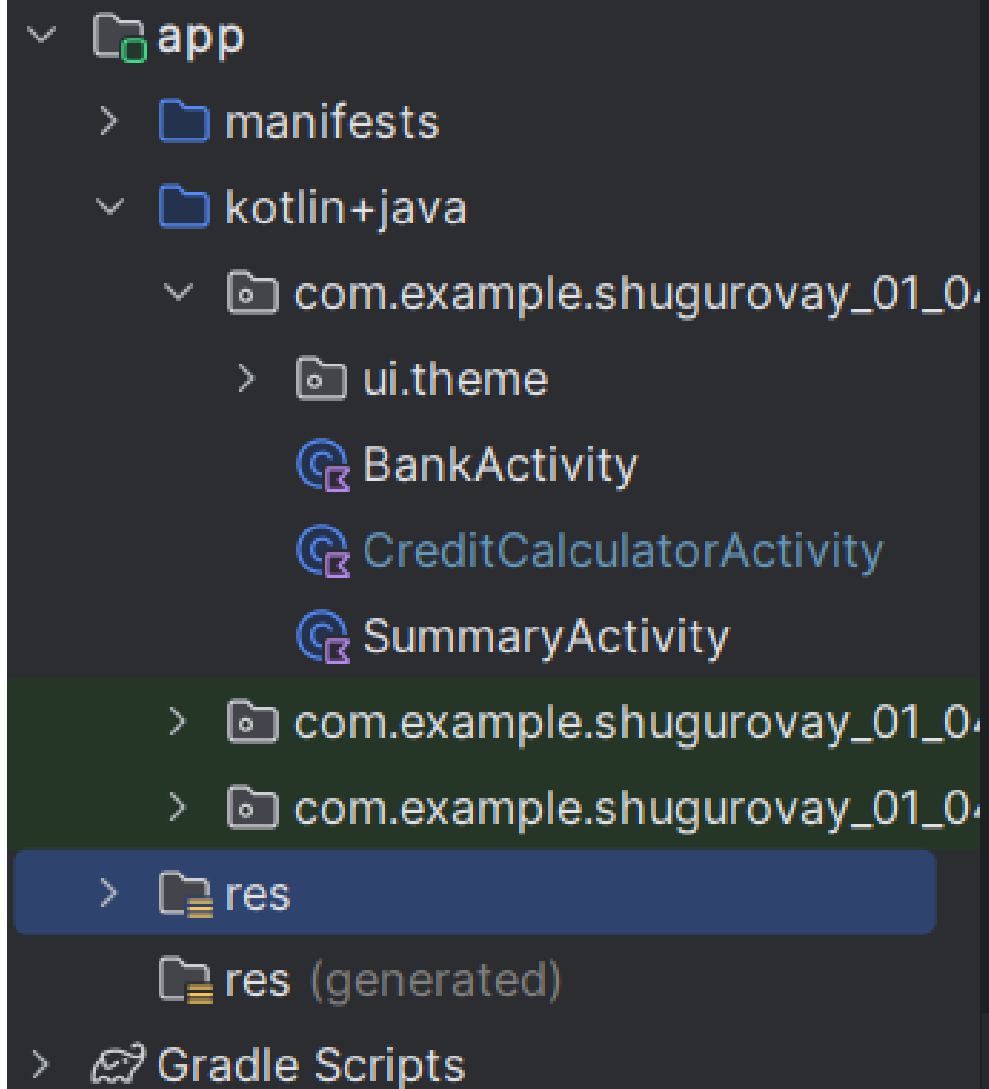 app
manifests
kotlin+java
com.example.shugurovay_01_0
ui.theme
BankActivity
CreditCalculatorActivity
SummaryActivity
com.example.shugurovay_01_0
com.example.shugurovay_01_0
res
res (generated)
Gradle Scripts